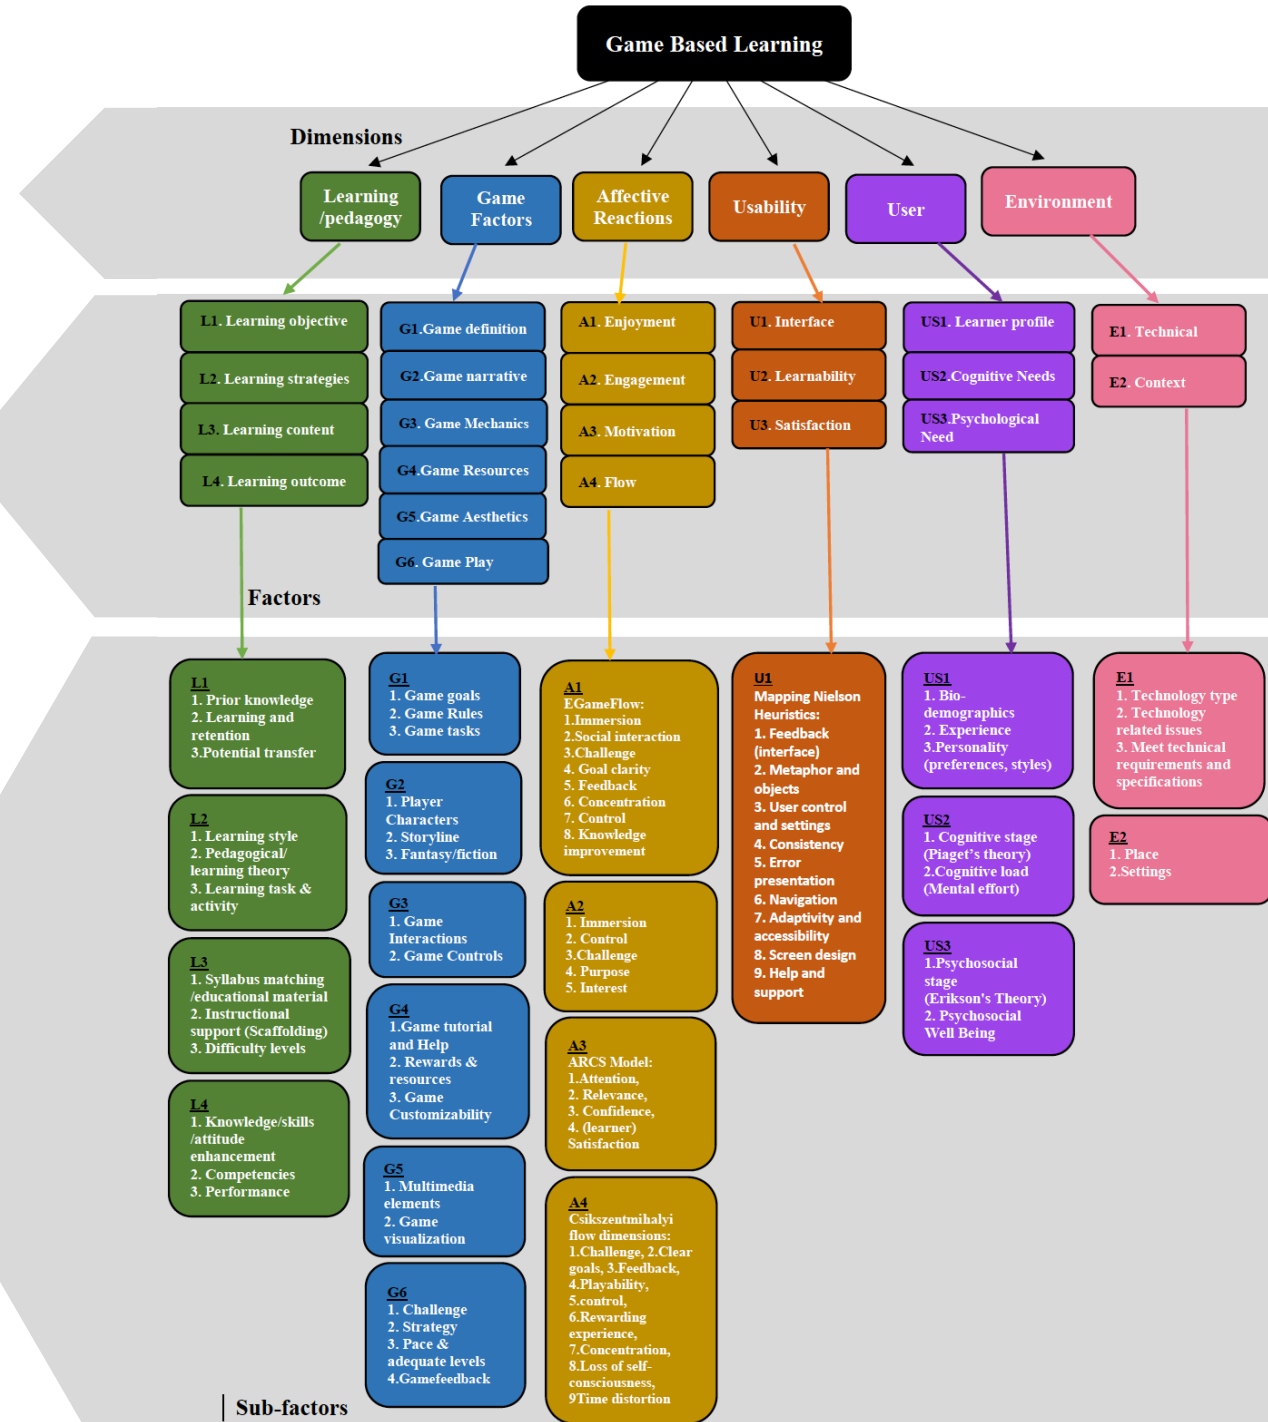 Game Based Learning
Dimensions
Learning
/pedagogy
Game
Factors
Affective
Reactions
Usability
User
Environment
L1. Learning objective
L2. Learning strategies
L3. Learning content
L4. Learning outcome
G1.Game definition
G2.Game narrative
G3. Game Mechanics
G4.Game Resources
G5.Game Aesthetics
G6. Game Play
A1. Enjoyment
A2. Engagement
A3. Motivation
A4. Flow
U1. Interface
U2. Learnability
U3. Satisfaction
US1. Learner profile
US2.Cognitive Needs
US3.Psychological
Need
E1. Technical
E2. Context
Factors
L1
1. Prior knowledge
2. Learning and
retention
3.Potential transfer
L2
1. Learning style
2. Pedagogical/
learning theory
3. Learning task &
activity
L3
1. Syllabus matching
/educational material
2. Instructional
support (Scaffolding)
3. Difficulty levels
L4
1. Knowledge/skills
/attitude
enhancement
2. Competencies
3. Performance
G1
1. Game goals
2. Game Rules
3. Game tasks
G2
1. Player
Characters
2. Storyline
3. Fantasy/fiction
G3
1. Game
Interactions
2. Game Controls
G4
1.Game tutorial
and Help
2. Rewards &
resources
3. Game
Customizability
G5
1. Multimedia
elements
2. Game
visualization
G6
1. Challenge
2. Strategy
3. Pace &
adequate levels
4.Gamefeedback
A1
EGameFlow:
1.Immersion
2.Social interaction
3.Challenge
4. Goal clarity
5. Feedback
6. Concentration
7. Control
8. Knowledge
improvement
A2
1. Immersion
2. Control
3.Challenge
4. Purpose
5. Interest
A3
ARCS Model:
1.Attention,
2. Relevance,
3. Confidence,
4. (learner)
Satisfaction
A4
Csikszentmihalyi
flow dimensions:
1.Challenge, 2.Clear
goals, 3.Feedback,
4.Playability,
5.control,
6.Rewarding
experience,
7.Concentration,
8.Loss of self-
consciousness,
9Time distortion
U1
Mapping Nielson
Heuristics:
1. Feedback
(interface)
2. Metaphor and
objects
3. User control
and settings
4. Consistency
5. Error
presentation
6. Navigation
7. Adaptivity and
accessibility
8. Screen design
9. Help and
support
US1
1. Bio-
demographics
2. Experience
3.Personality
(preferences, styles)
US2
1. Cognitive stage
(Piaget's theory)
2.Cognitive load
(Mental effort)
US3
1.Psychosocial
stage
(Erikson's Theory)
2. Psychosocial
Well Being
E1
1. Technology type
2. Technology
related issues
3. Meet technical
requirements and
specifications
E2
1. Place
2.Settings
Sub-factors